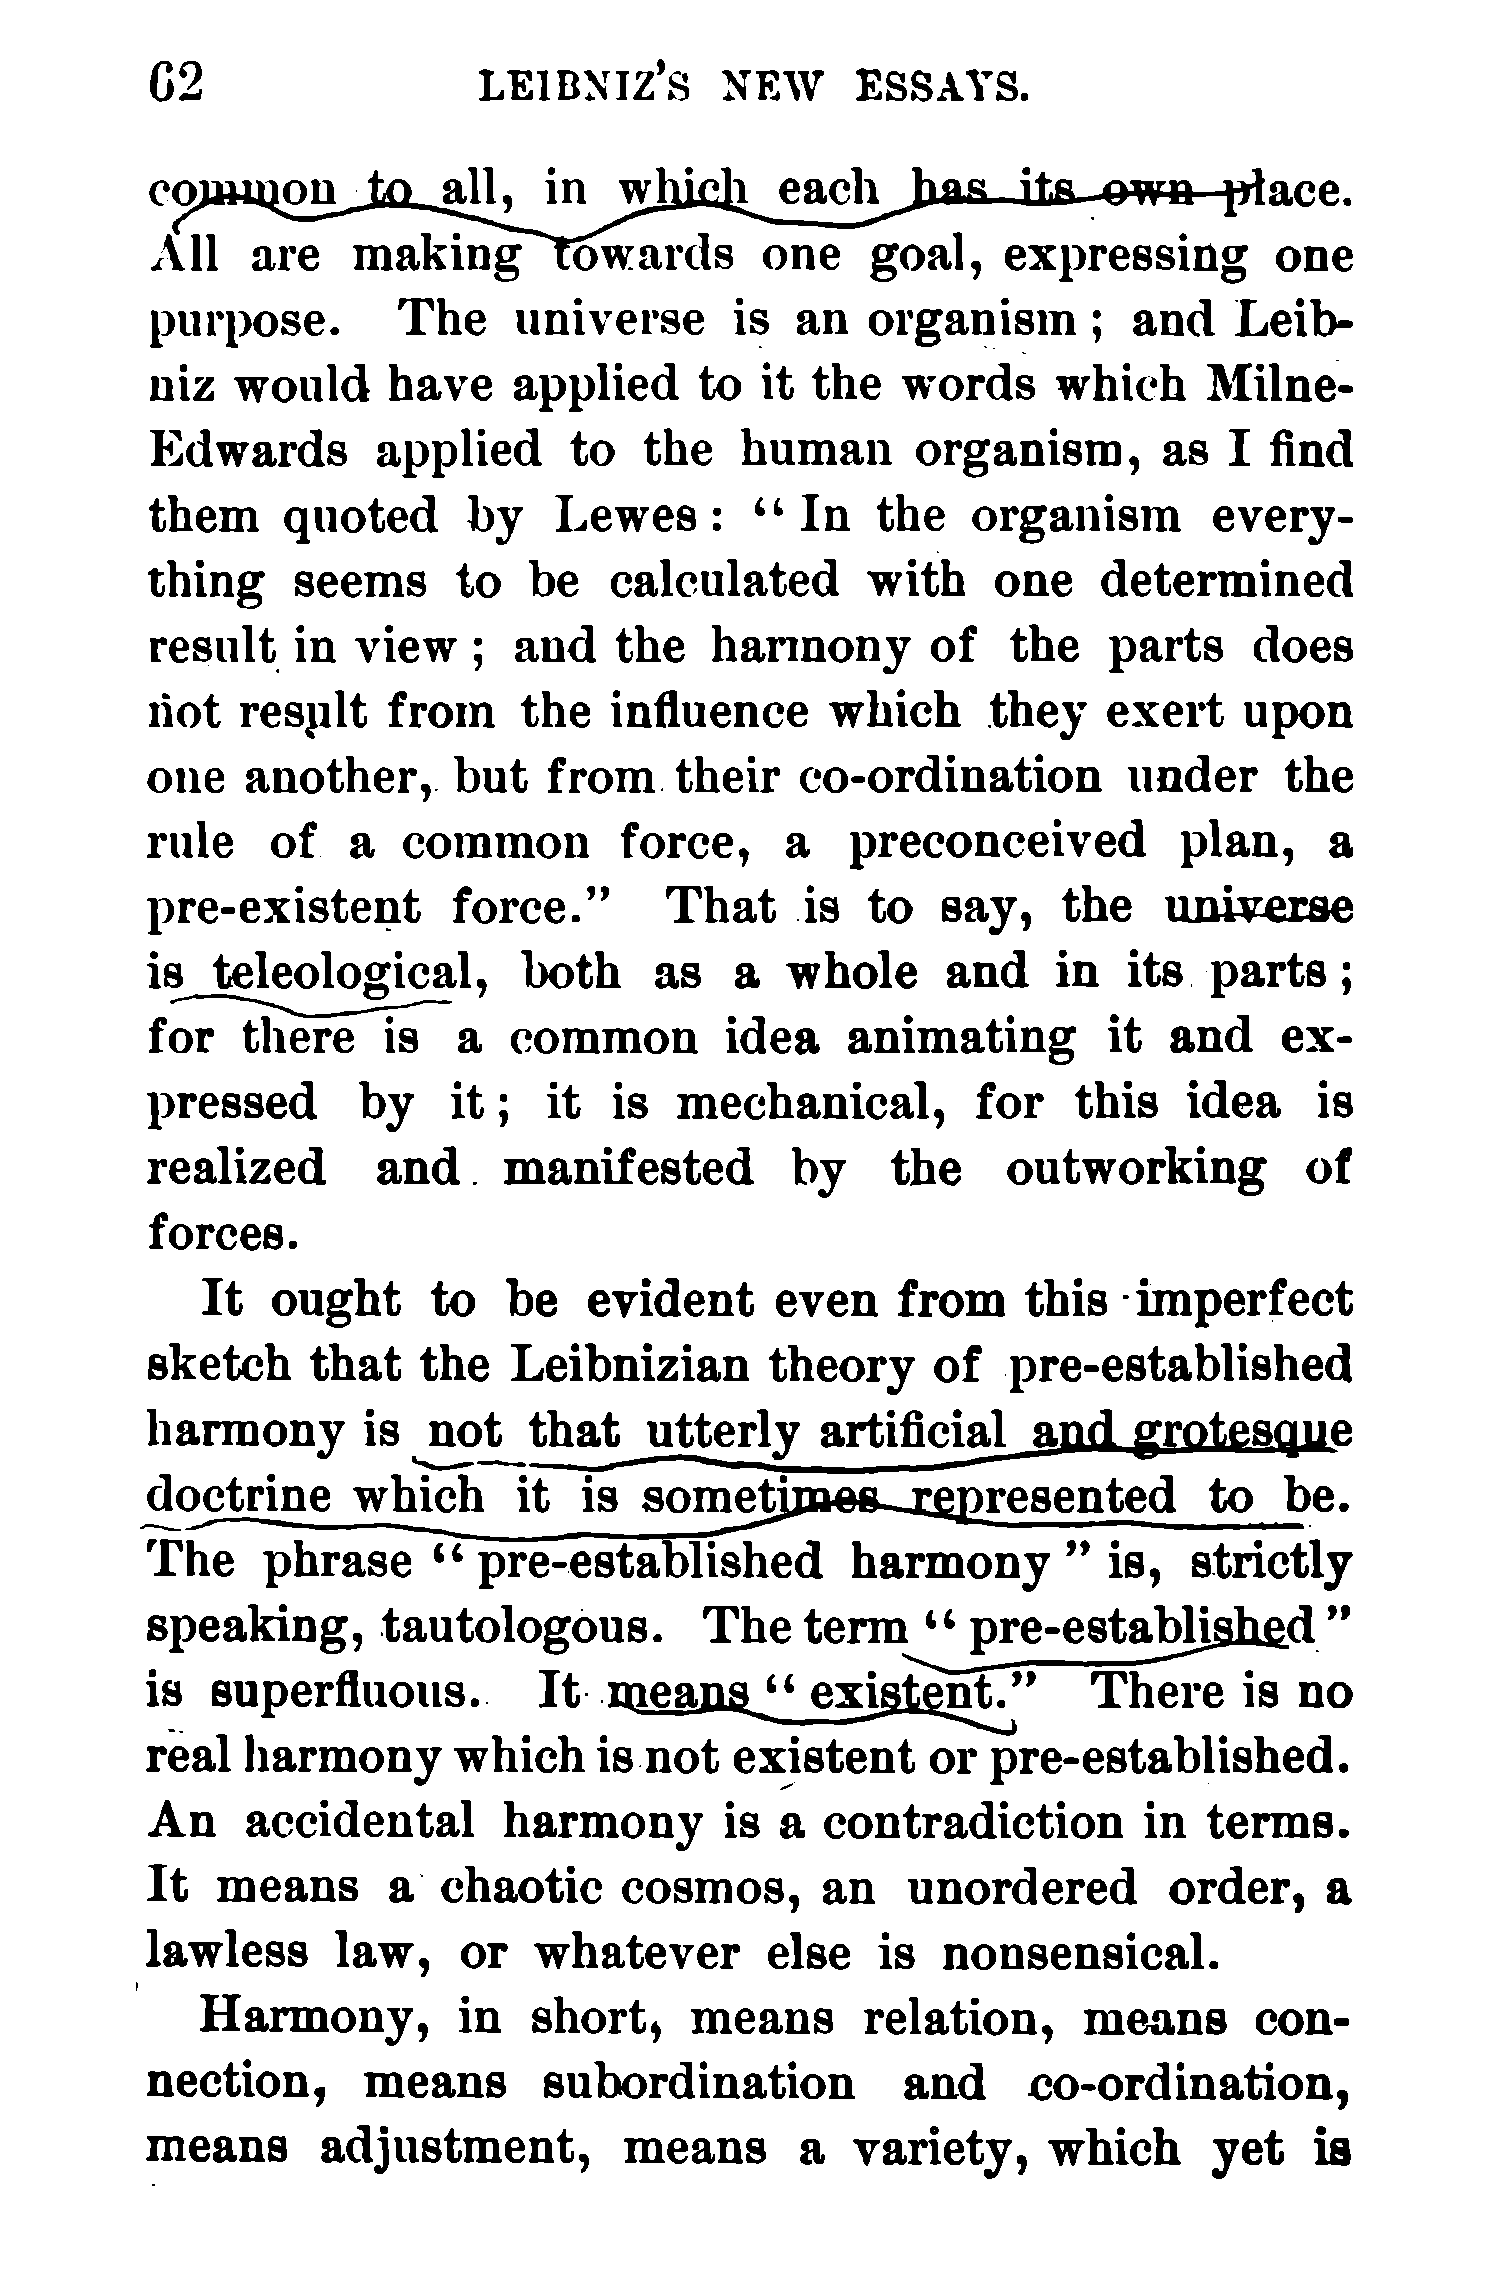 62 LEIBNIZ'S NEW ESSAYS.
common to all, in which each has its own place.
All are making towards one goal, expressing one
purpose. The universe is an organism; and Leib-
niz would have applied to it the words which Milne-
Edwards applied to the human organism, as I find
them quoted by Lewes: "In the organism every-
thing seems to be calculated with one determined
result in view; and the harmony of the parts does
not result from the influence which they exert upon
one another, but from their co-ordination under the
rule of a common force, a preconceived plan, a
pre-existent force." That is to say, the universe
is teleological, both as a whole and in its parts;
for there is a common idea animating it and ex-
pressed by it; it is mechanical, for this idea is
realized and manifested by the outworking of
forces.
It ought to be evident even from this imperfect
sketch that the Leibnizian theory of pre-established
harmony is not that utterly artificial and grotesque
doctrine which it is sometimes represented to be.
The phrase "pre-established harmony" is, strictly
speaking, tautologous. The term "pre-established"
is superfluous. It means "existent." There is no
real harmony which is not existent or pre-established.
An accidental harmony is a contradiction in terms.
It means a chaotic cosmos, an unordered order, a
lawless law, or whatever else is nonsensical.
Harmony, in short, means relation, means con-
nection, means subordination and co-ordination,
means adjustment, means a variety, which yet is